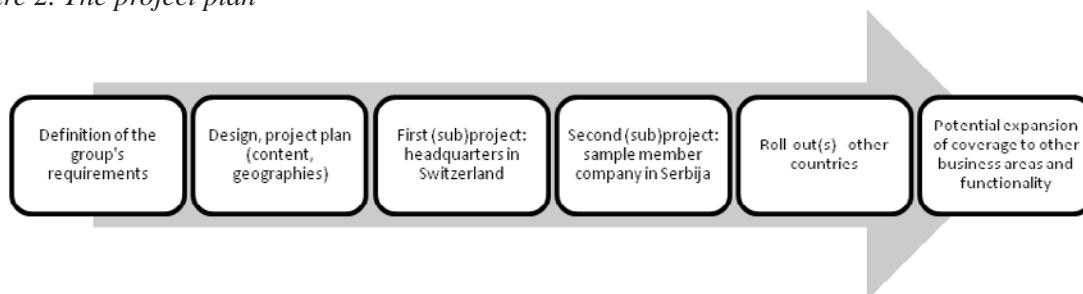 re 2. The project plan
Definition of the
group's
requirements
Design, project plan
(content,
geographies)
First (sub)project:
headquarters in
Switzerland
Second (sub)project:
sample member
company in Serbija
Roll out(s) other
countries
Potential expansion
of coverage to other
business areas and
functionality